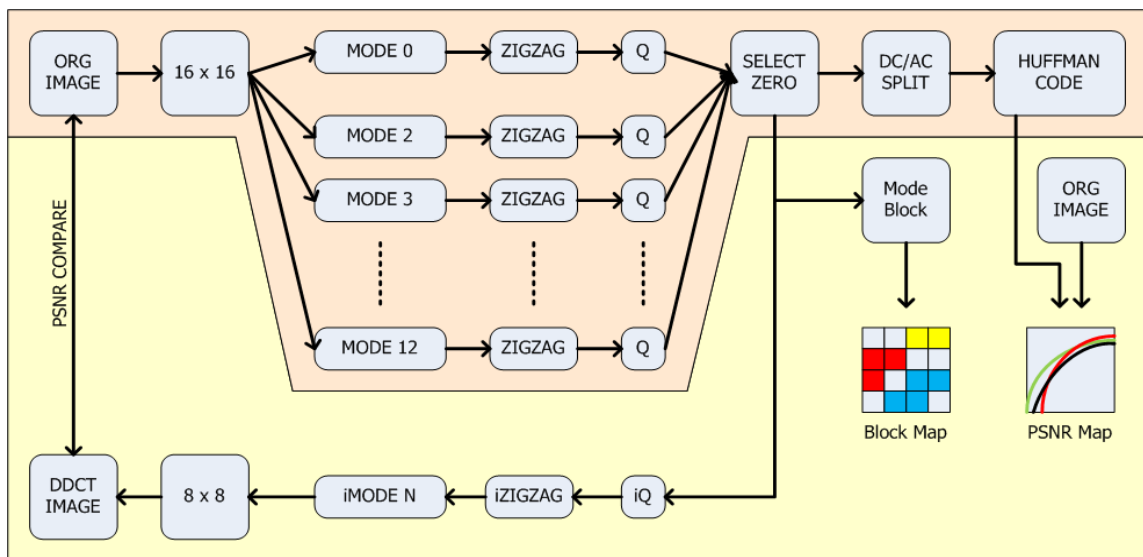 ORG
IMAGE
16 x 16
MODE 0
ZIGZAG
Q
SELECT
ZERO
DC/AC
SPLIT
HUFFMAN
CODE
MODE 2
ZIGZAG
Q
MODE 3
ZIGZAG
Q
Mode
Block
ORG
IMAGE
PSNR COMPARE
MODE 12
ZIGZAG
Q
Block Map
PSNR Map
DDCT
IMAGE
8 x 8
iMODE N
iZIGZAG
iQ